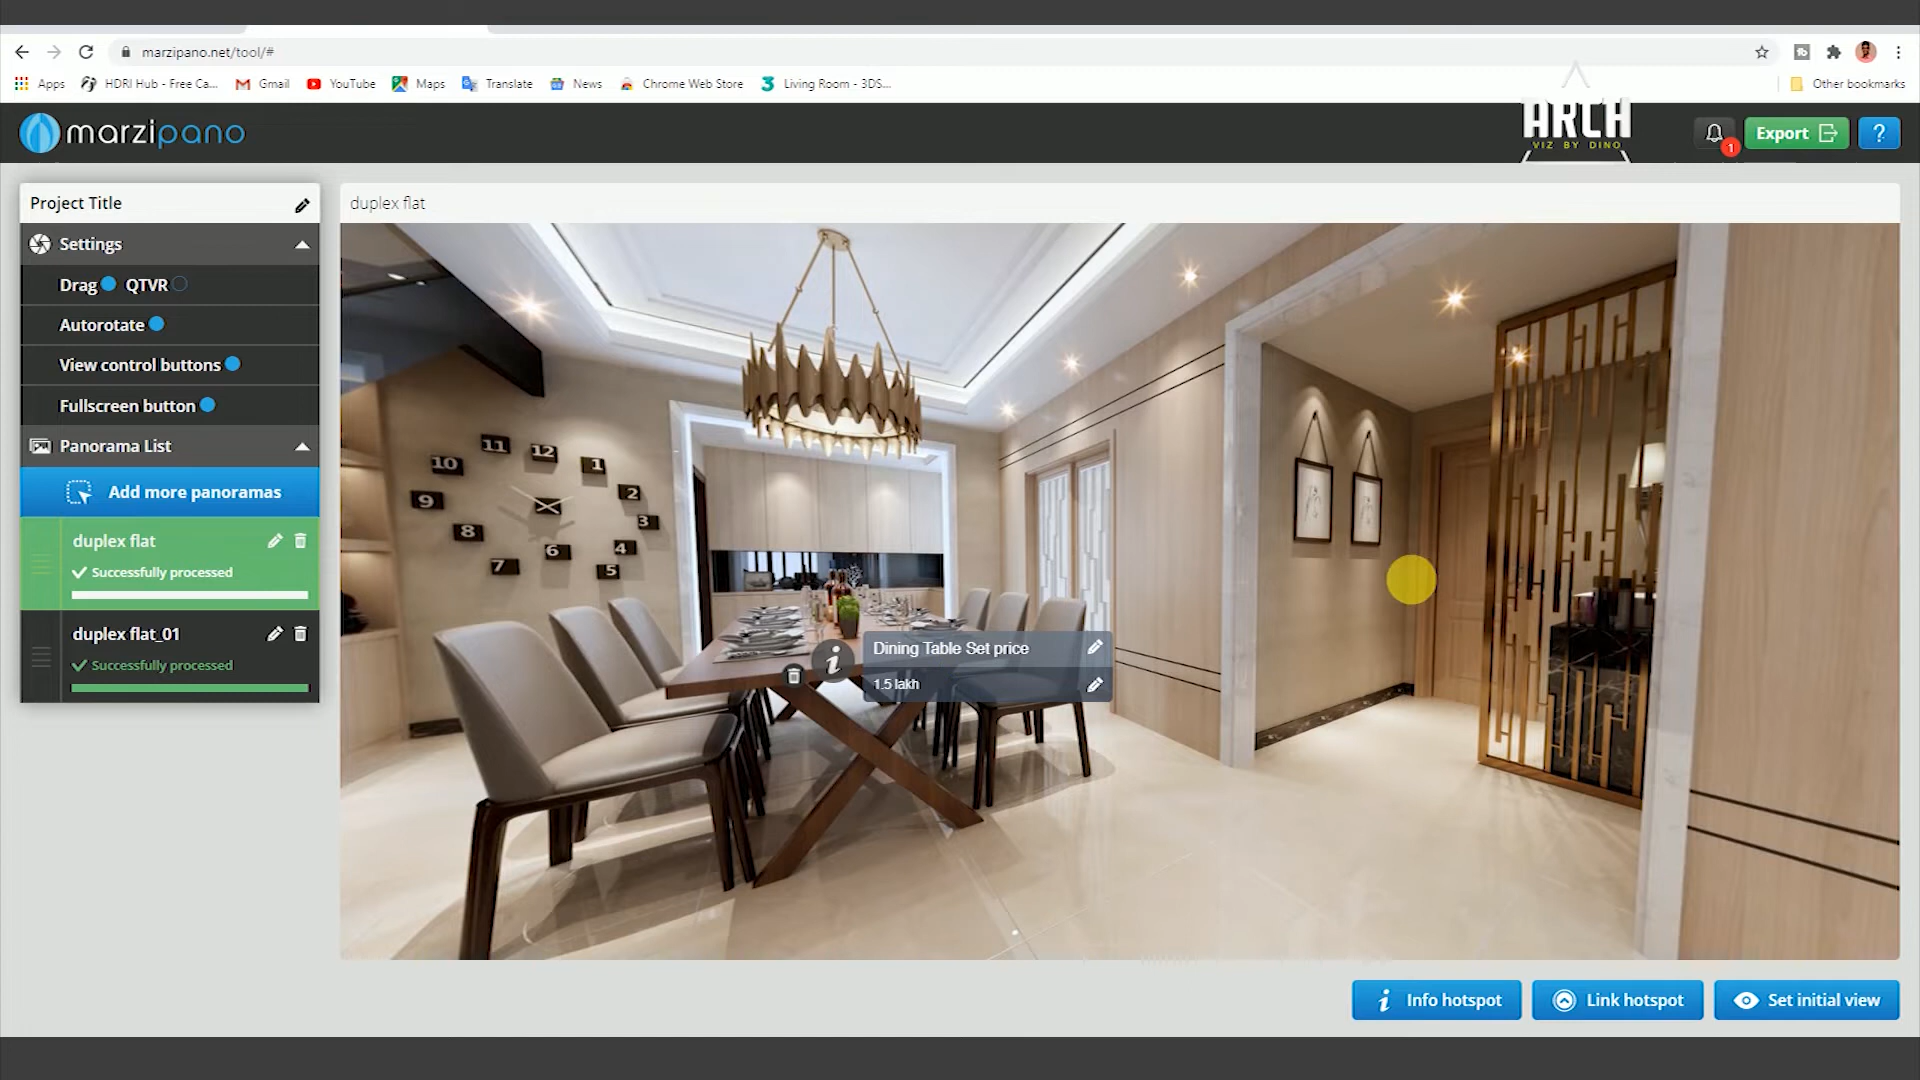 marzipano.net/tool/#
Apps
HDRI Hub - Free Ca...
Gmail
YouTube
Maps
Translate
News
Chrome Web Store
Living Room - 3DS...
Other bookmarks
marzipano
ARCH
VIZ BY DINO
1
Export
?
Project Title
duplex flat
Settings
Drag QTVR
Autorotate
View control buttons
Fullscreen button
Panorama List
Add more panoramas
duplex flat
Successfully processed
duplex flat_01
Successfully processed
11
12
1
10
2
9
3
8
4
6
7
5
i
Dining Table Set price
1.5 lakh
Info hotspot
Link hotspot
Set initial view